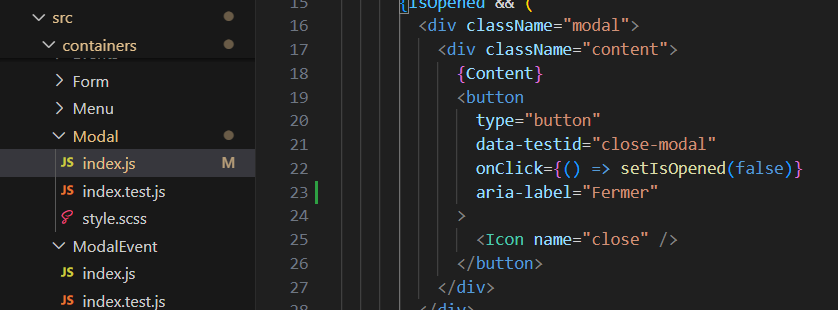 src
containers
Events
Form
Menu
Modal
JS index.js M
JS index.test.js
style.scss
ModalEvent
JS index.js
JS index.test.js
15 {IsOpened && (
16 <div className="modal">
17 <div className="content">
18 {Content}
19 <button
20 type="button"
21 data-testid="close-modal"
22 onClick={() => setIsOpened(false)}
23 aria-label="Fermer"
24 >
25 <Icon name="close" />
26 </button>
27 </div>
28 </div>